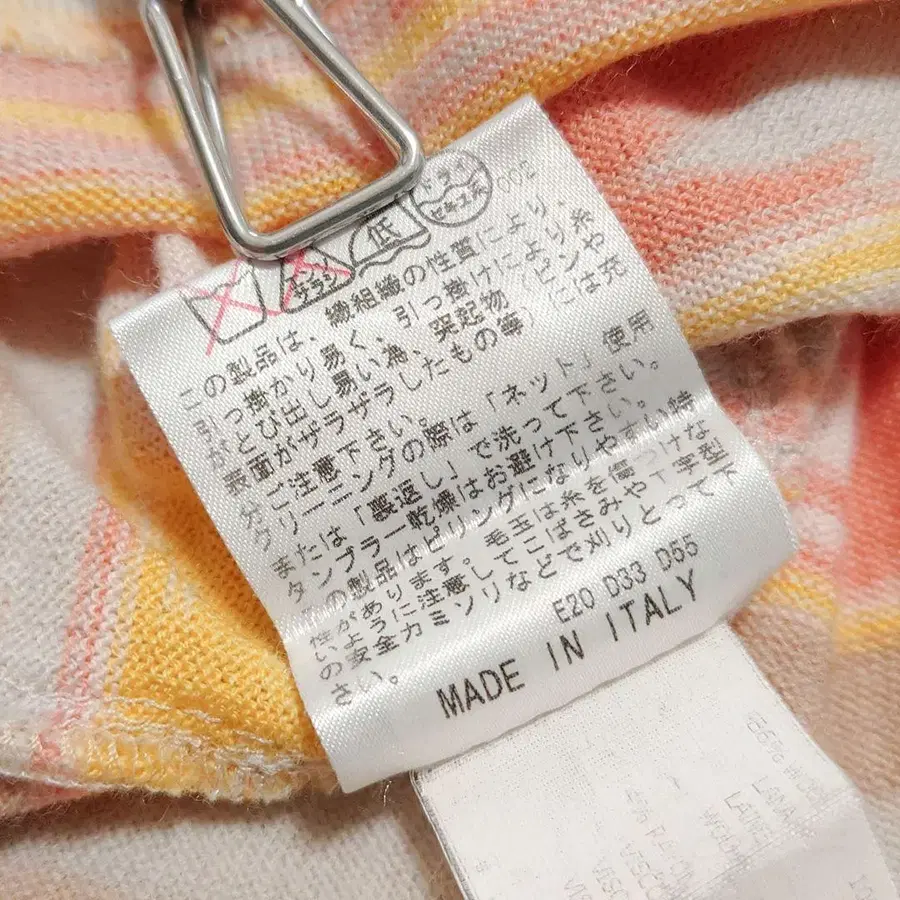 サラシ
低
ドライ
セキユ系
002
この製品は、繊組織の性質により、
引っ掛かり易く、引っ掛けにより糸
がとび出し易い為、突起物(ピンや
表面がザラザラしたもの等)には充
分ご注意下さい。
クリーニングの際は「ネット」使用
または「裏返し」で洗って下さい。
タンブラー乾燥はお避け下さい。
この製品はピリングになりやすい特
性があります。毛玉は糸を傷つけな
いように注意してこばさみやT字型
の安全カミソリなどで刈りとって下
さい。
E20 D33 D55
MADE IN ITALY
LANA